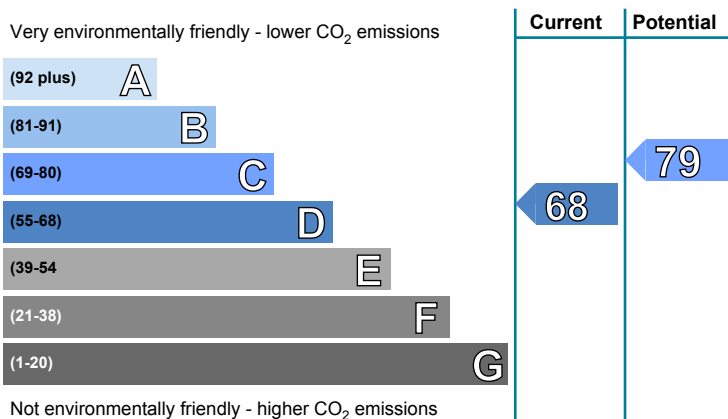 Very environmentally friendly - lower CO2 emissions
Current
Potential
(92 plus) A
(81-91) B
(69-80) C
(55-68) D
(39-54 E
(21-38) F
(1-20) G
68
79
Not environmentally friendly - higher CO2 emissions